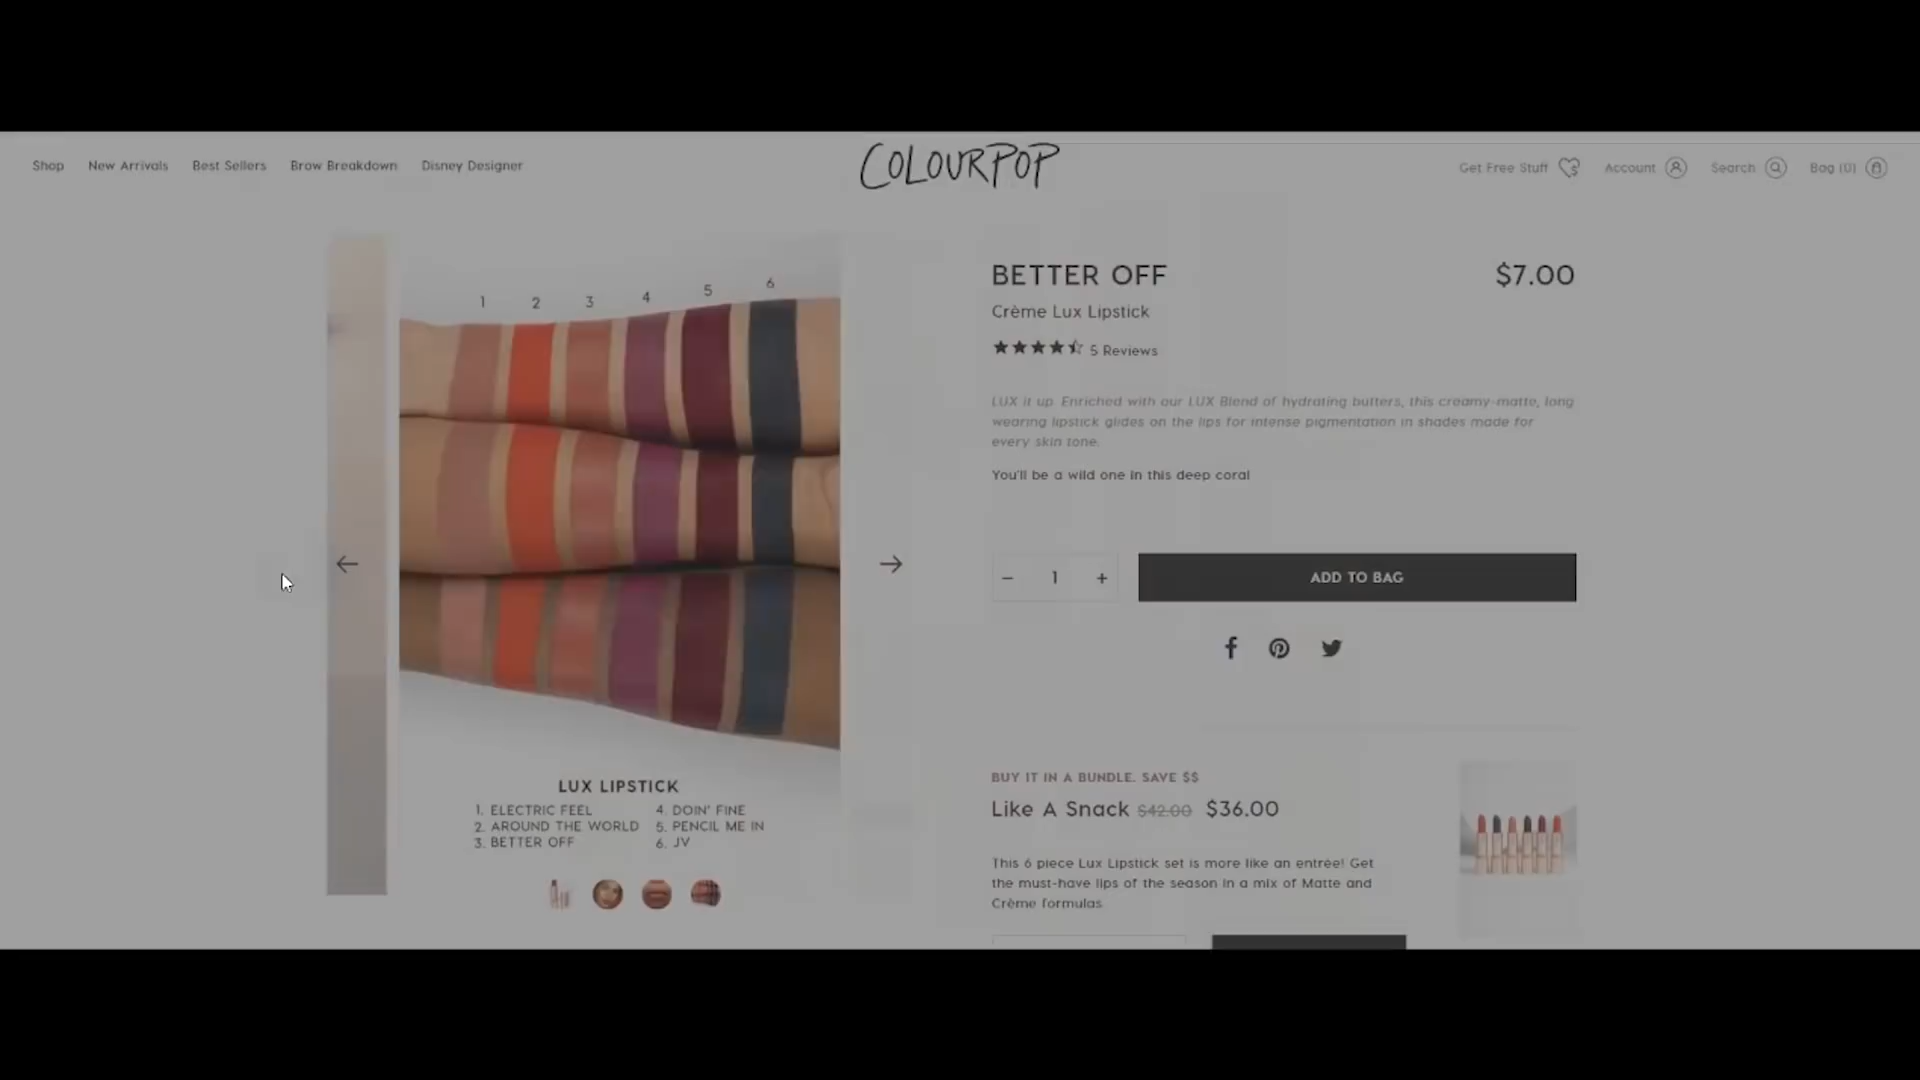 Shop New Arrivals Best Sellers Brow Breakdown Disney Designer
COLOURPOP
Get Free Stuff Account Search Bag (0)
1 2 3 4 5 6
LUX LIPSTICK
1. ELECTRIC FEEL 4. DOIN' FINE
2. AROUND THE WORLD 5. PENCIL ME IN
3. BETTER OFF 6. JV
BETTER OFF $7.00
Crème Lux Lipstick
5 Reviews
LUX it up. Enriched with our LUX Blend of hydrating butters, this creamy-matte, long
wearing lipstick glides on the lips for intense pigmentation in shades made for
every skin tone.
You'll be a wild one in this deep coral
− 1 + ADD TO BAG
BUY IT IN A BUNDLE. SAVE $$
Like A Snack $42.00 $36.00
This 6 piece Lux Lipstick set is more like an entrée! Get
the must-have lips of the season in a mix of Matte and
Crème formulas